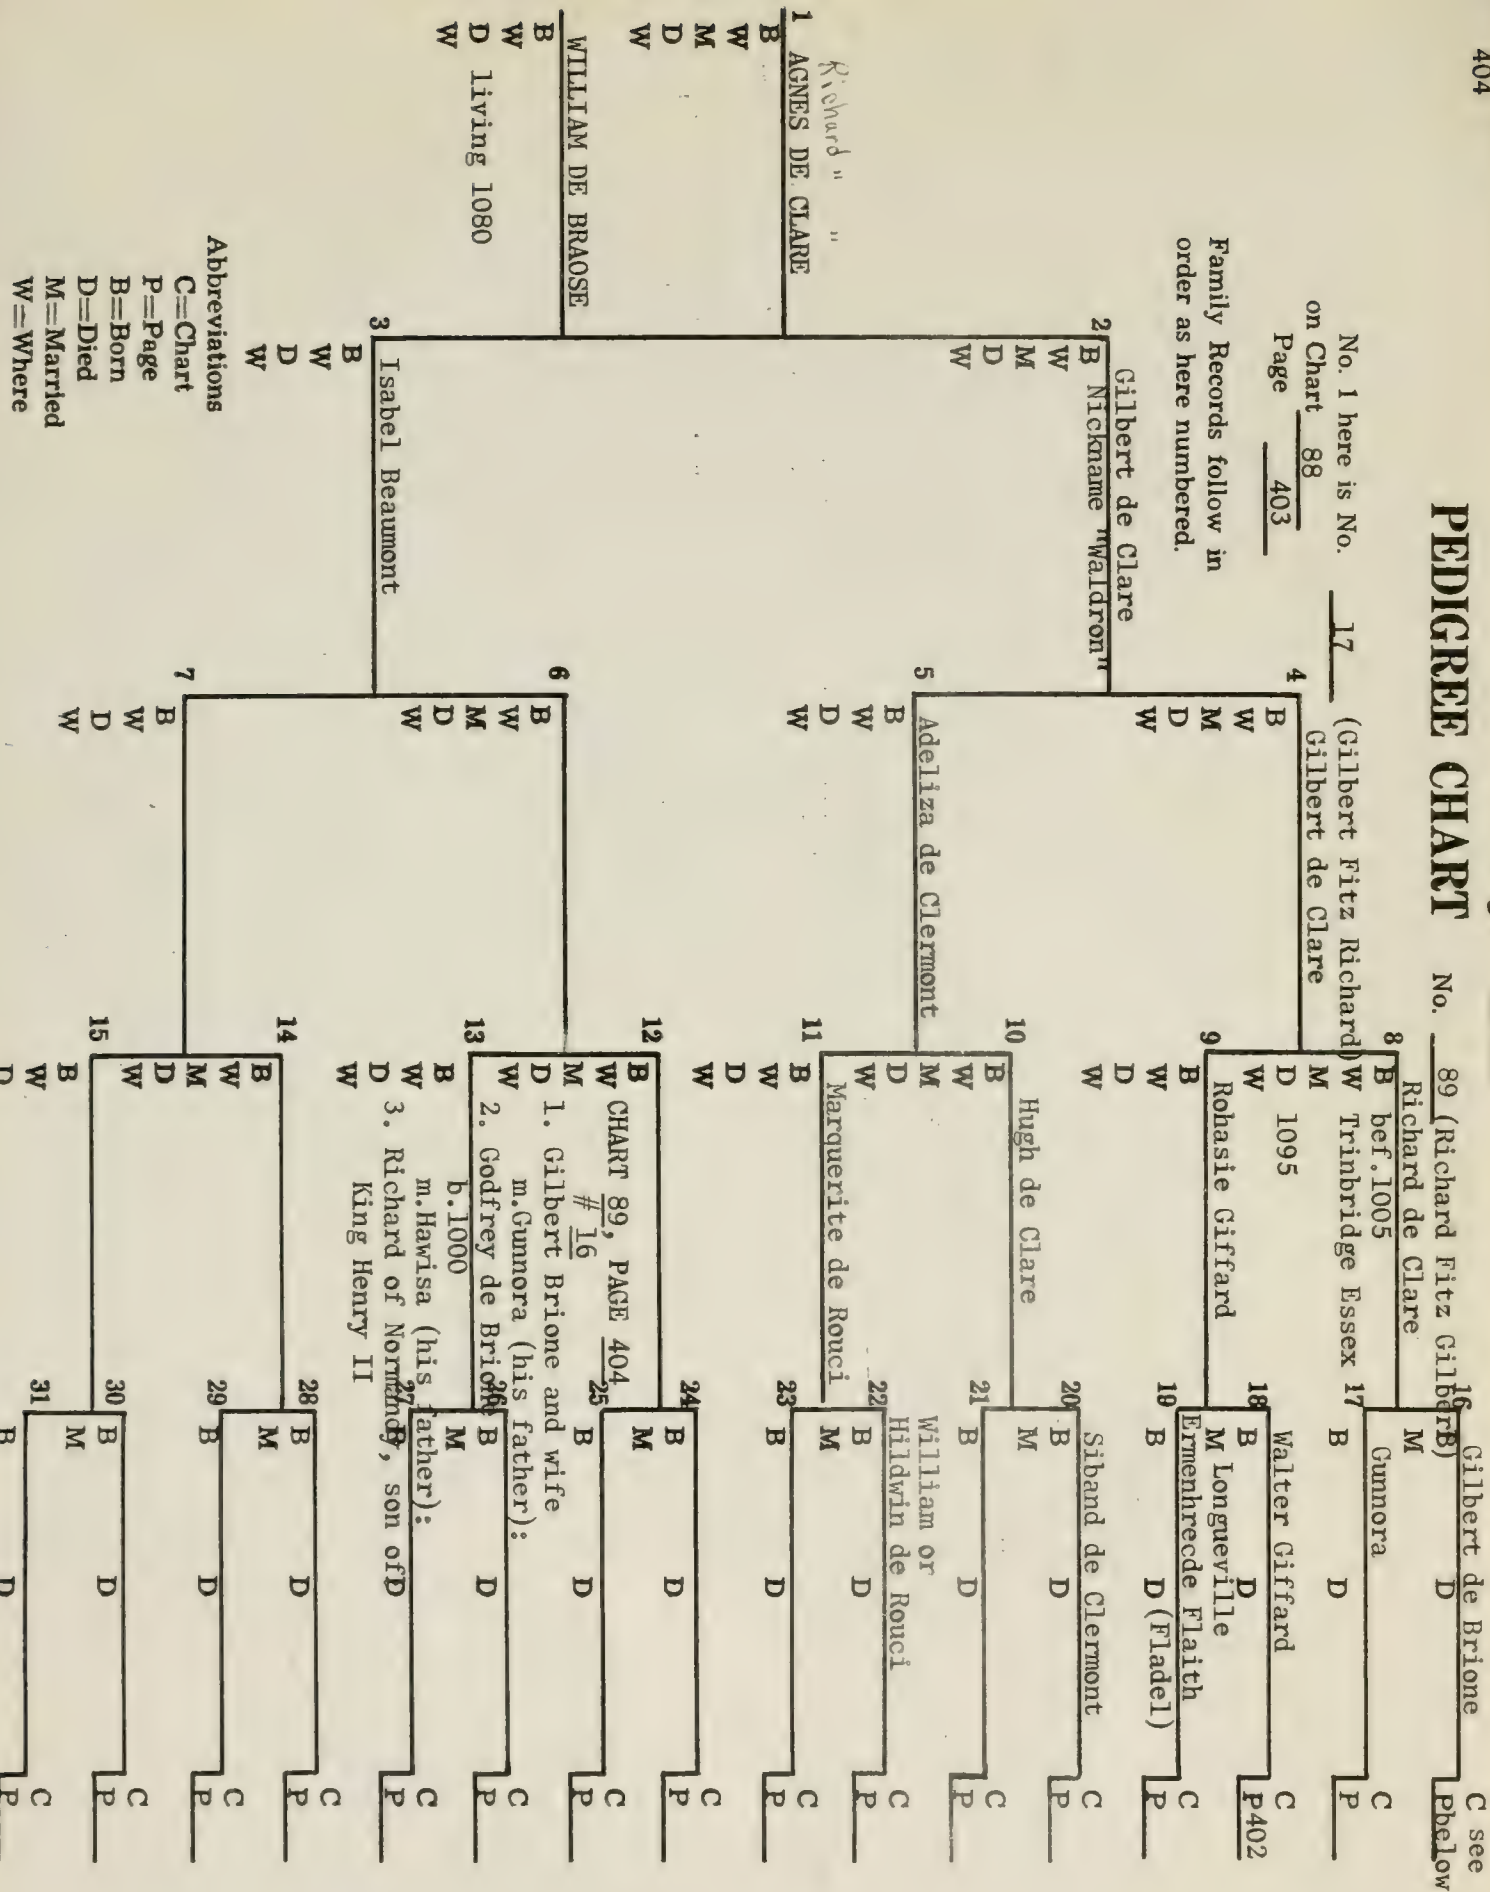 404
PEDIGREE CHART No. 89 (Richard Fitz Gilbert)
No. 1 here is No. 17 (Gilbert Fitz Richard)
on Chart 88
Page 403
Family Records follow in
order as here numbered.
Richard " "
1 AGNES DE CLARE
B
W
M
D
W
WILLIAM DE BRAOSE
B
W
D living 1080
W
2 Gilbert de Clare
B Nickname "Waldron"
W
M
D
W
3 Isabel Beaumont
B
W
D
W
Abbreviations
C=Chart
P=Page
B=Born
D=Died
M=Married
W=Where
4 Gilbert de Clare
B
W
M
D
W
5 Adeliza de Clermont
B
W
D
W
6
B
W
M
D
W
7
B
W
D
W
8 Richard de Clare
B bef.1005
W Trinbridge Essex
M
D 1095
W
9 Rohasie Giffard
B
W
D
W
10 Hugh de Clare
B
W
M
D
W
11 Marquerite de Rouci
B
W
D
W
12
B
W
M
D
W
CHART 89, PAGE 404
# 16
1. Gilbert Brione and wife
m.Gunnora (his father):
2. Godfrey de Brione
b.1000
m.Hawisa (his father):
3. Richard of Normandy, son of
King Henry II
13
B
W
D
W
14
B
W
M
D
W
15
B
W
D
16 Gilbert de Brione
B D
M
C see
P below
17 Gunnora
B D
C
P
18 Walter Giffard
B D
M Longueville
C
P 402
19 Ermenhrecde Flaith
B D (Fladel)
C
P
20 Siband de Clermont
B D
M
C
P
21
B D
C
P
22 William or
Hildwin de Rouci
B D
M
C
P
23
B D
C
P
24
B D
M
C
P
25
B D
C
P
26
B D
M
C
P
27
B D
C
P
28
B D
M
C
P
29
B D
C
P
30
B D
M
C
P
31
B D
C
P